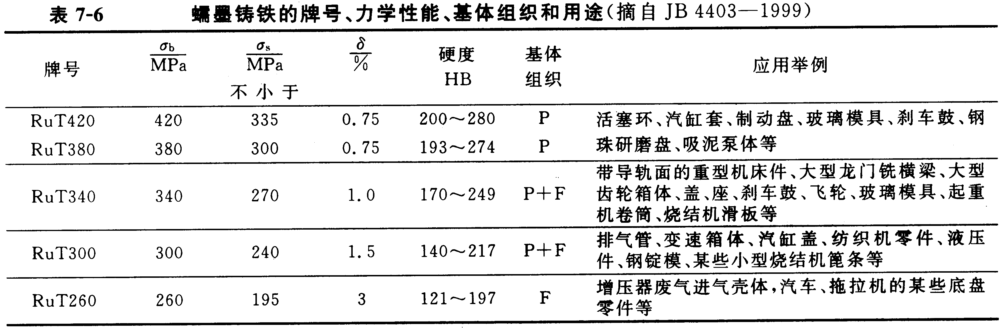 表 7-6 蠕墨铸铁的牌号、力学性能、基体组织和用途(摘自 JB 4403—1999)
牌号 σb/MPa σs/MPa δ/% 硬度 HB 基体组织 应用举例
不小于
RuT420 420 335 0.75 200～280 P 活塞环、汽缸套、制动盘、玻璃模具、刹车鼓、钢
RuT380 380 300 0.75 193～274 P 珠研磨盘、吸泥泵体等
带导轨面的重型机床件、大型龙门铣横梁、大型
RuT340 340 270 1.0 170～249 P+F 齿轮箱体、盖、座、刹车鼓、飞轮、玻璃模具、起重
机卷筒、烧结机滑板等
排气管、变速箱体、汽缸盖、纺织机零件、液压
RuT300 300 240 1.5 140～217 P+F
件、钢锭模、某些小型烧结机篦条等
增压器废气进气壳体,汽车、拖拉机的某些底盘
RuT260 260 195 3 121～197 F
零件等